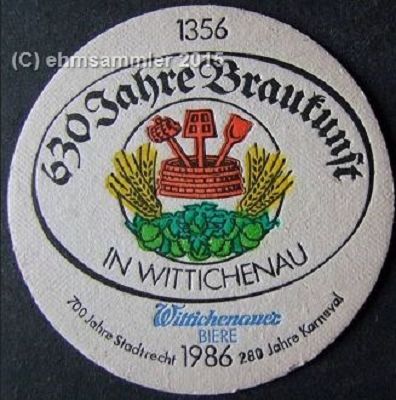 1356
(C) ebmsammler 2015
630 Jahre Braukunst
IN WITTICHENAU
Wittichenauer
BIERE
700 Jahre Stadtrecht 1986 280 Jahre Karneval